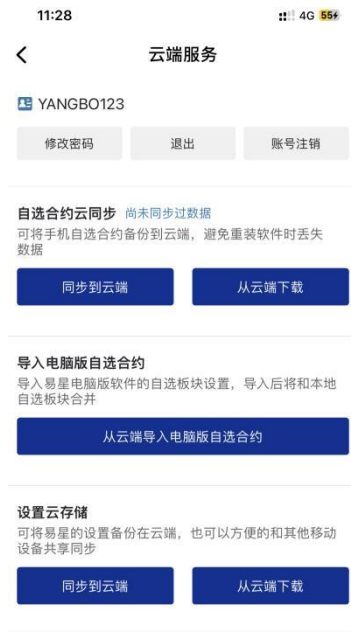 11:28
4G 55
云端服务
YANGBO123
修改密码 退出 账号注销
自选合约云同步 尚未同步过数据
可将手机自选合约备份到云端，避免重装软件时丢失
数据
同步到云端 从云端下载
导入电脑版自选合约
导入易星电脑版软件的自选板块设置，导入后将和本地
自选板块合并
从云端导入电脑版自选合约
设置云存储
可将易星的设置备份在云端，也可以方便的和其他移动
设备共享同步
同步到云端 从云端下载